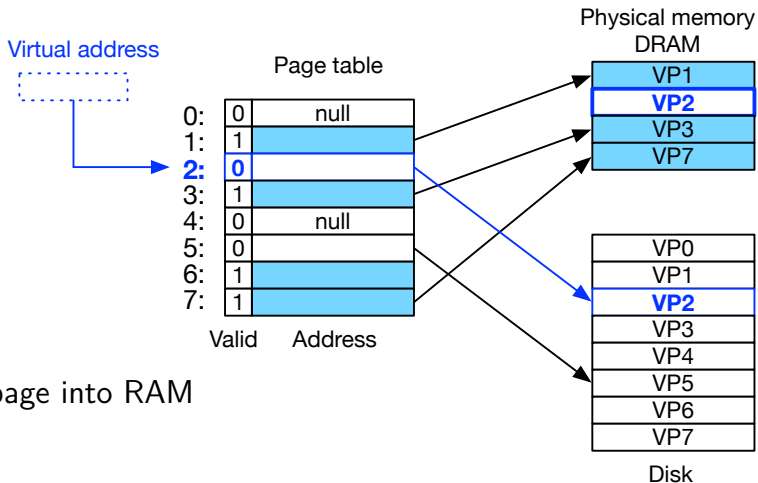 Physical memory
DRAM
Virtual address
Page table
VP1
VP2
VP3
VP7
0: 0 null
1: 1
2: 0
3: 1
4: 0 null
5: 0
6: 1
7: 1
Valid Address
VP0
VP1
VP2
VP3
VP4
VP5
VP6
VP7
Disk
page into RAM